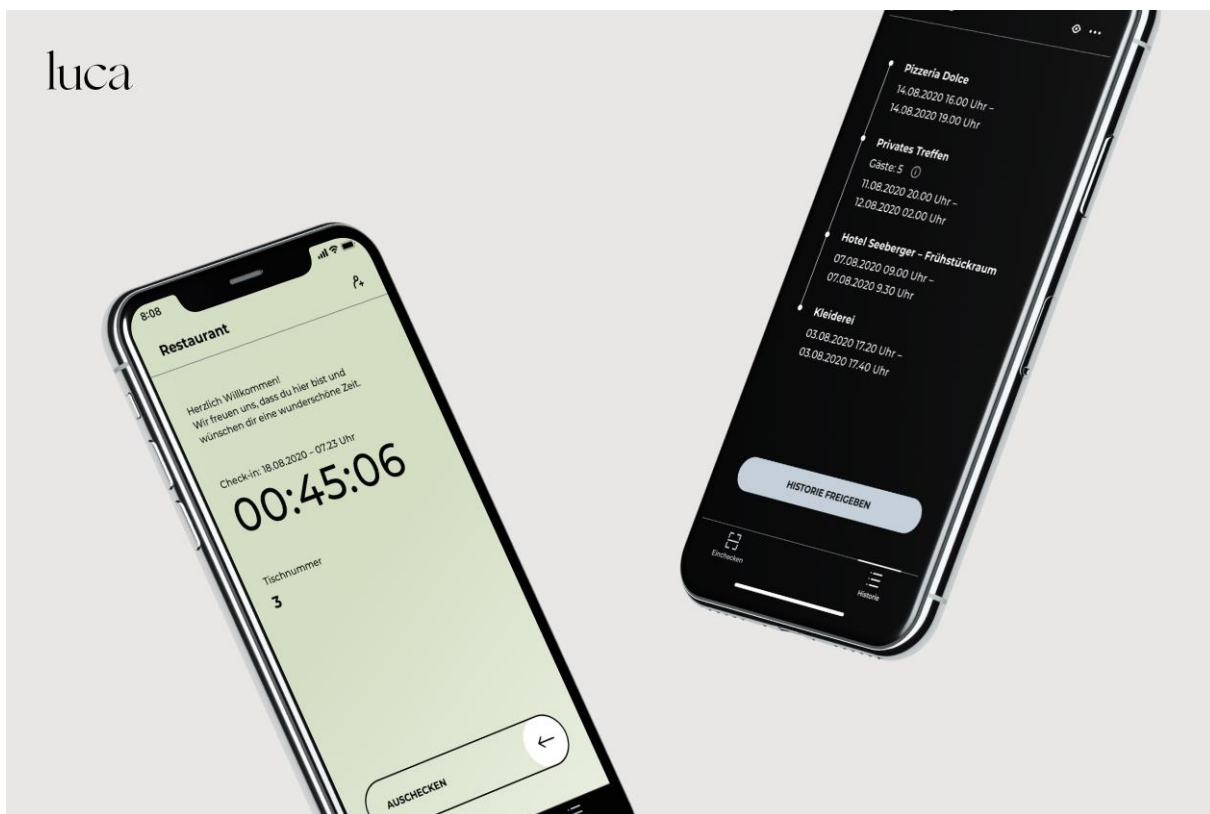 luca
8:08
Restaurant
Herzlich Willkommen!
Wir freuen uns, dass du hier bist und
wünschen dir eine wunderschöne Zeit.
Check-in: 18.08.2020 – 07.23 Uhr
00:45:06
Tischnummer
3
AUSCHECKEN
Pizzeria Dolce
14.08.2020 16.00 Uhr –
14.08.2020 19.00 Uhr
Privates Treffen
Gäste: 5
11.08.2020 20.00 Uhr –
12.08.2020 02.00 Uhr
Hotel Seeberger – Frühstückraum
07.08.2020 09.00 Uhr –
07.08.2020 9.30 Uhr
Kleiderei
03.08.2020 17.20 Uhr –
03.08.2020 17.40 Uhr
HISTORIE FREIGEBEN
Einchecken
Historie